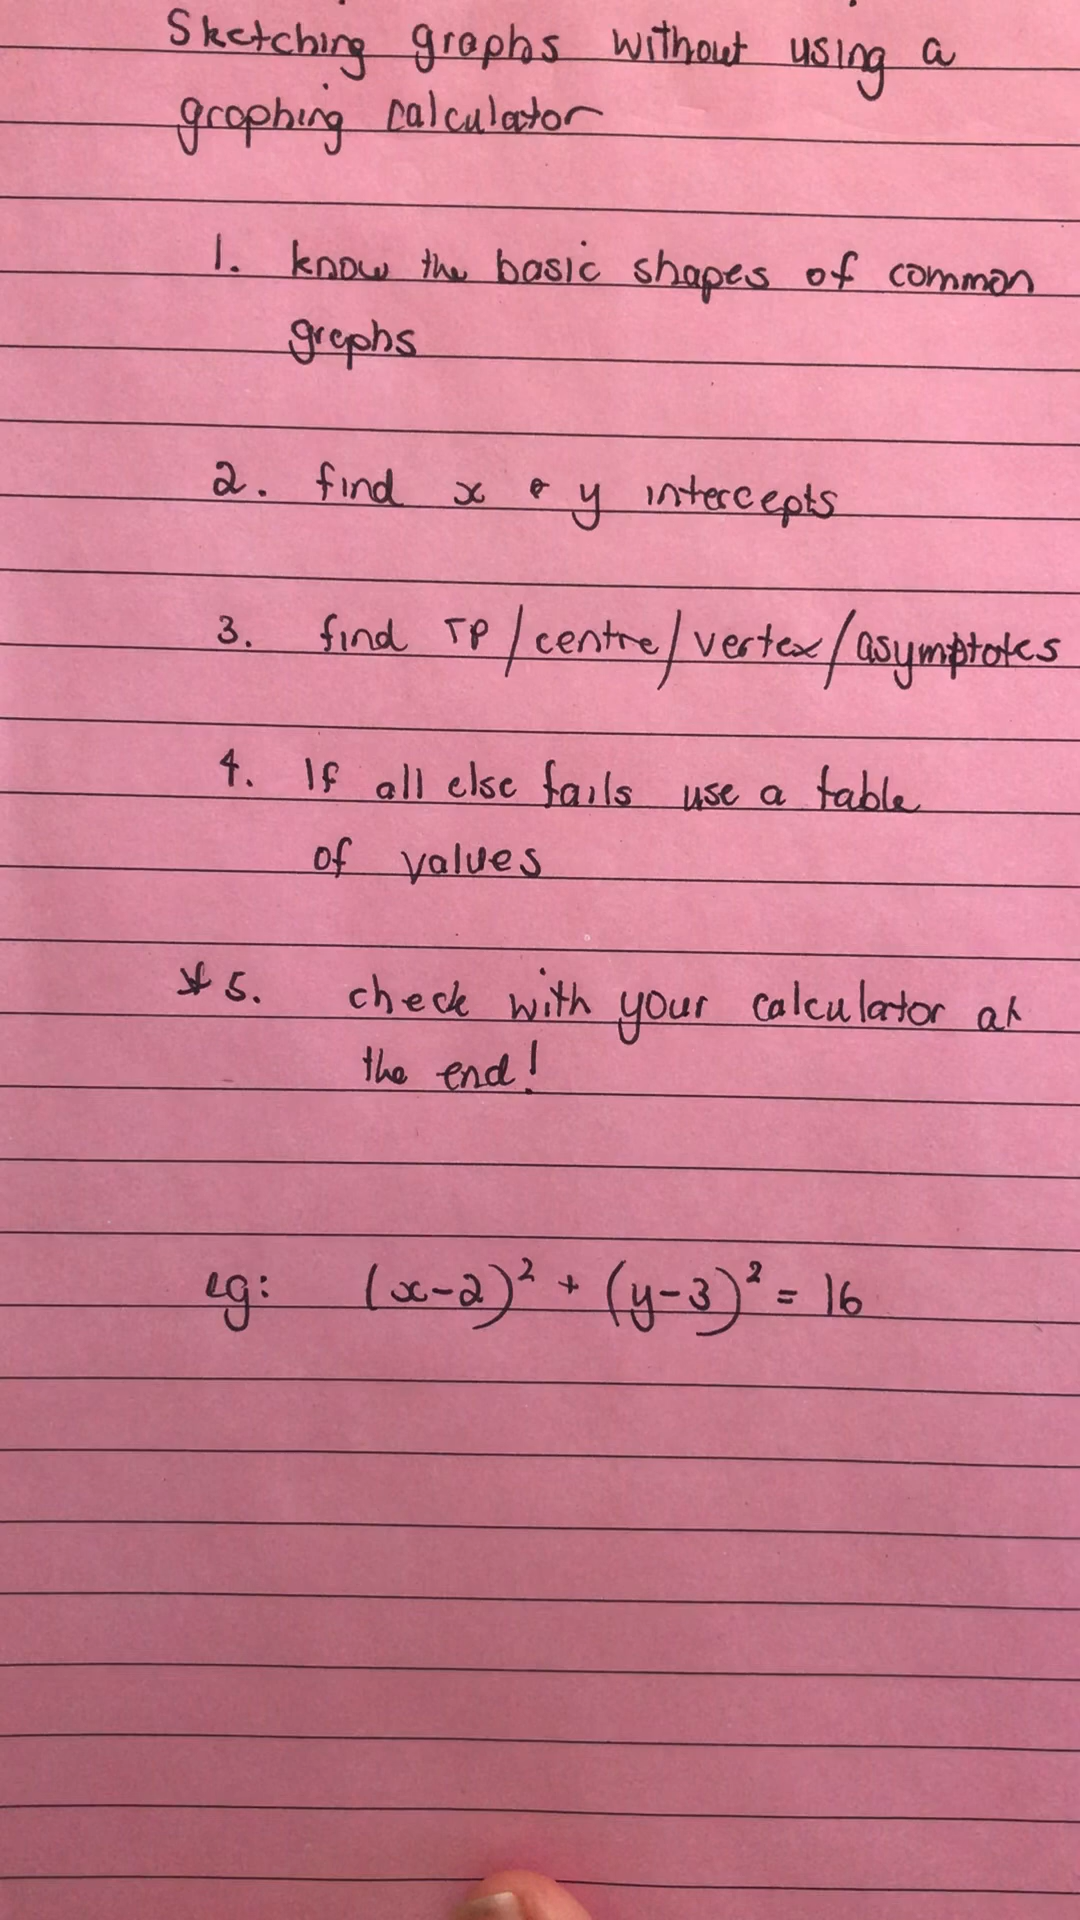 Sketching graphs without using a
graphing calculator
1. know the basic shapes of common
graphs
2. find x & y intercepts
3. find TP/centre/vertex/asymptotes
4. If all else fails use a table
of values
* 5. check with your calculator at
the end!
eg: (x-2)² + (y-3)² = 16